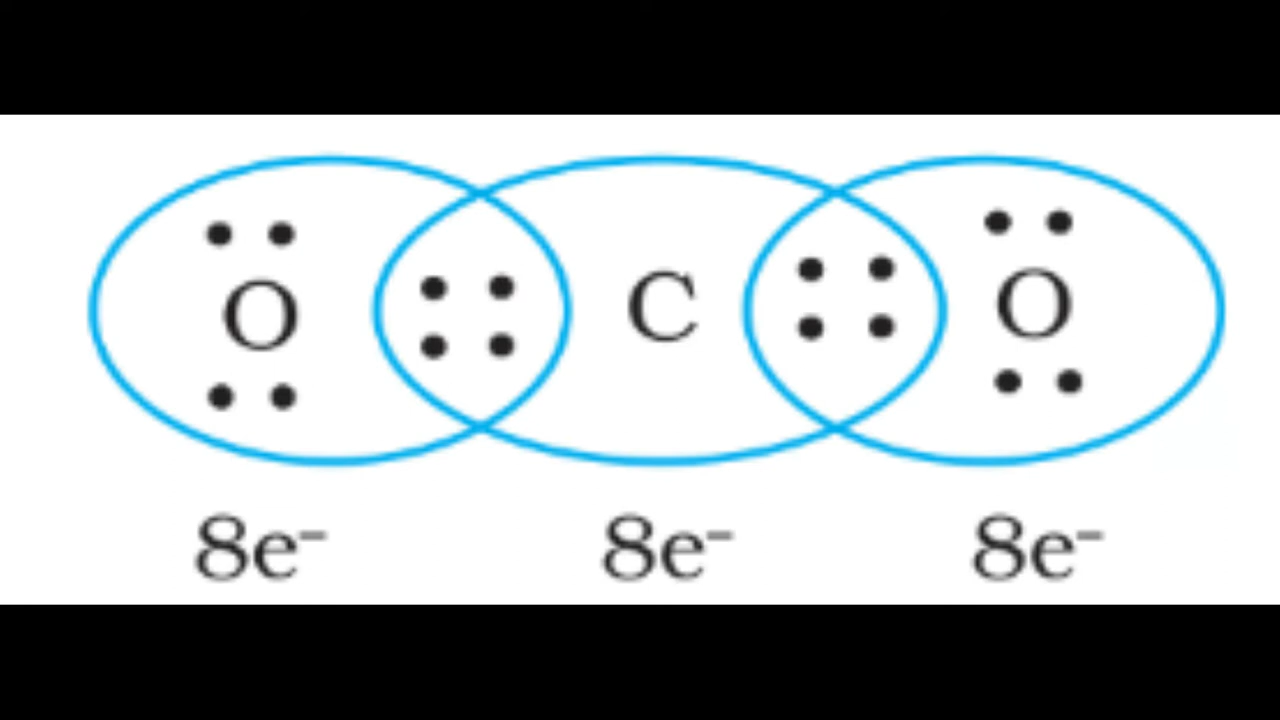 O C O
8e⁻ 8e⁻ 8e⁻